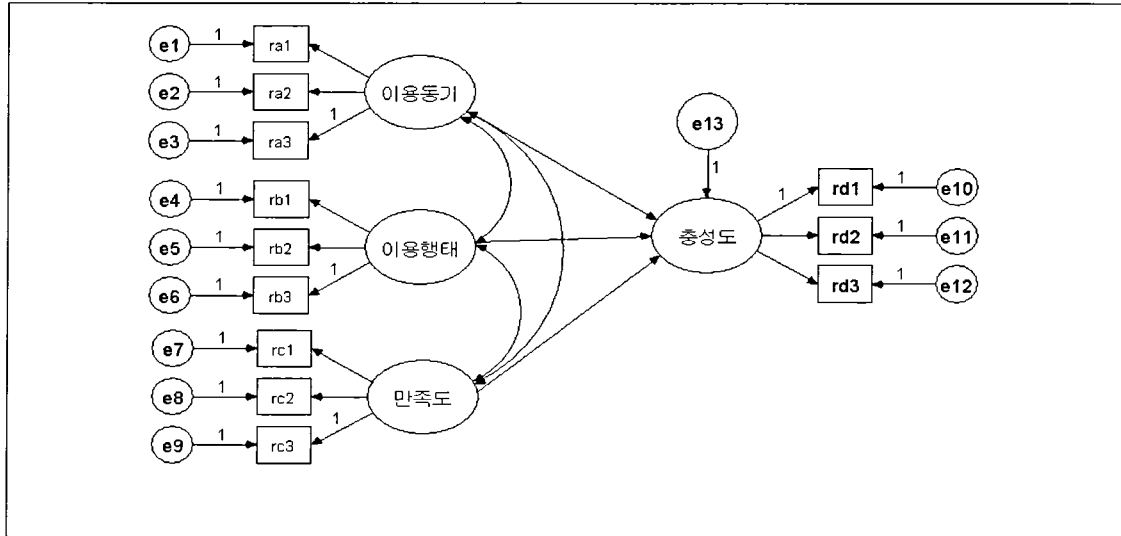 e1 1 ra1
e2 1 ra2
e3 1 ra3 1
이용동기
e4 1 rb1
e5 1 rb2
e6 1 rb3 1
이용행태
e7 1 rc1
e8 1 rc2
e9 1 rc3 1
만족도
e13
1
충성도
1 rd1 1 e10
rd2 1 e11
rd3 1 e12